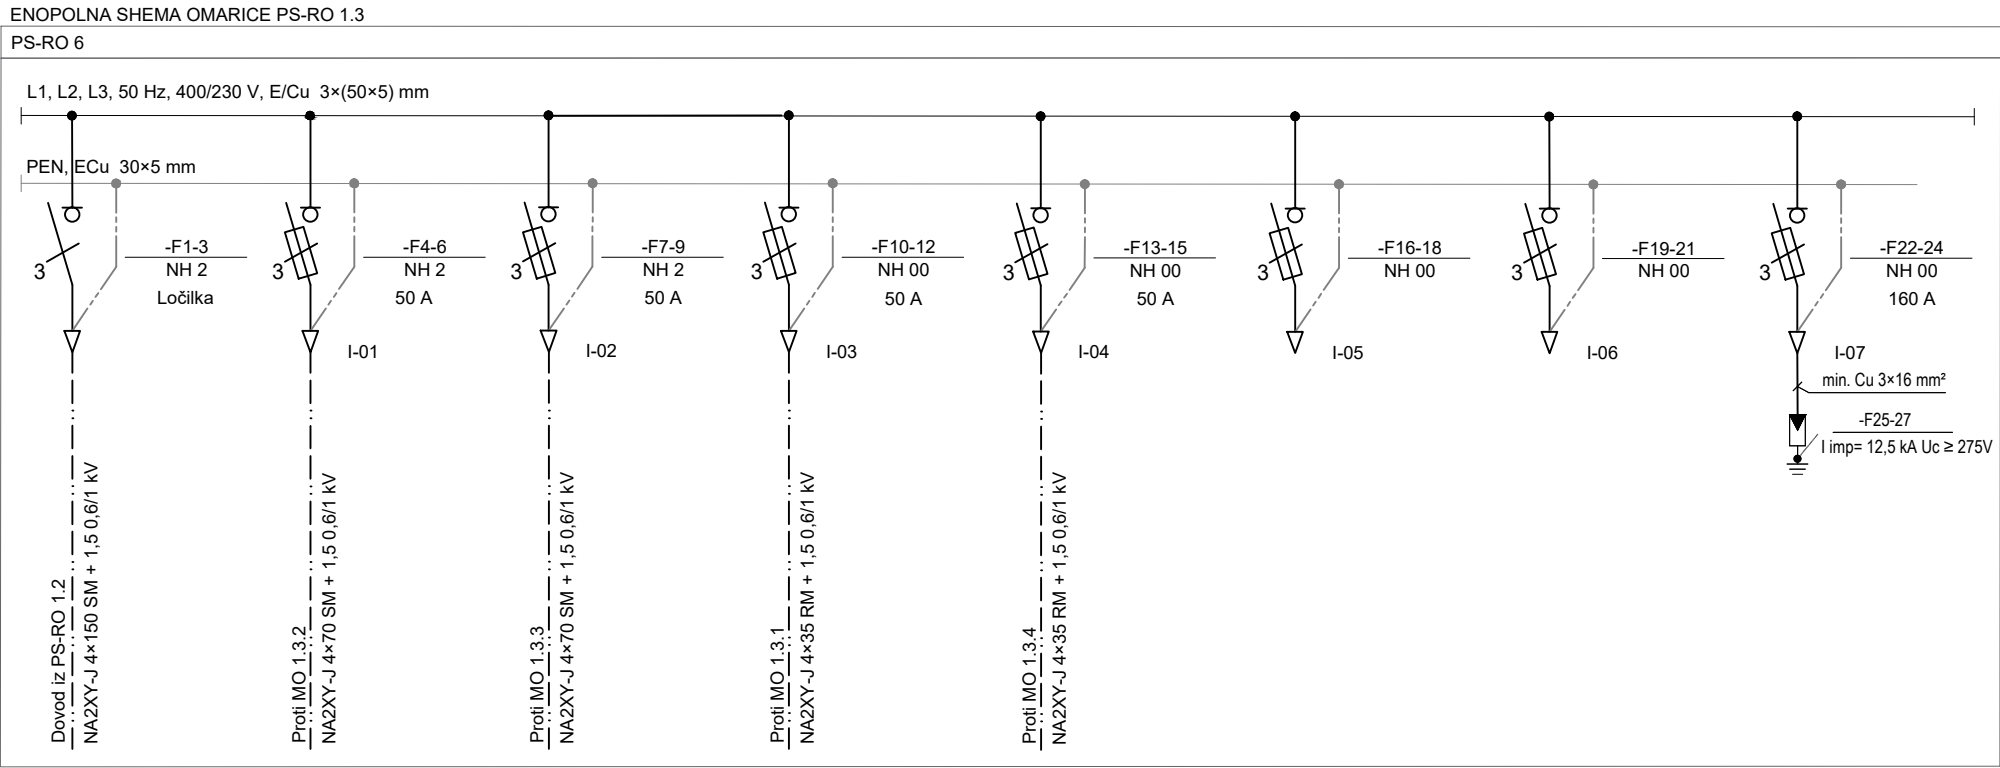 ENOPOLNA SHEMA OMARICE PS-RO 1.3
PS-RO 6
L1, L2, L3, 50 Hz, 400/230 V, E/Cu 3×(50×5) mm
PEN, ECu 30×5 mm
3
-F1-3
NH 2
Ločilka
Dovod iz PS-RO 1.2
NA2XY-J 4×150 SM + 1,5 0,6/1 kV
3
-F4-6
NH 2
50 A
I-01
Proti MO 1.3.2
NA2XY-J 4×70 SM + 1,5 0,6/1 kV
3
-F7-9
NH 2
50 A
I-02
Proti MO 1.3.3
NA2XY-J 4×70 SM + 1,5 0,6/1 kV
3
-F10-12
NH 00
50 A
I-03
Proti MO 1.3.1
NA2XY-J 4×35 RM + 1,5 0,6/1 kV
3
-F13-15
NH 00
50 A
I-04
Proti MO 1.3.4
NA2XY-J 4×35 RM + 1,5 0,6/1 kV
3
-F16-18
NH 00
I-05
3
-F19-21
NH 00
I-06
3
-F22-24
NH 00
160 A
I-07
min. Cu 3×16 mm²
-F25-27
I imp= 12,5 kA Uc ≥ 275V